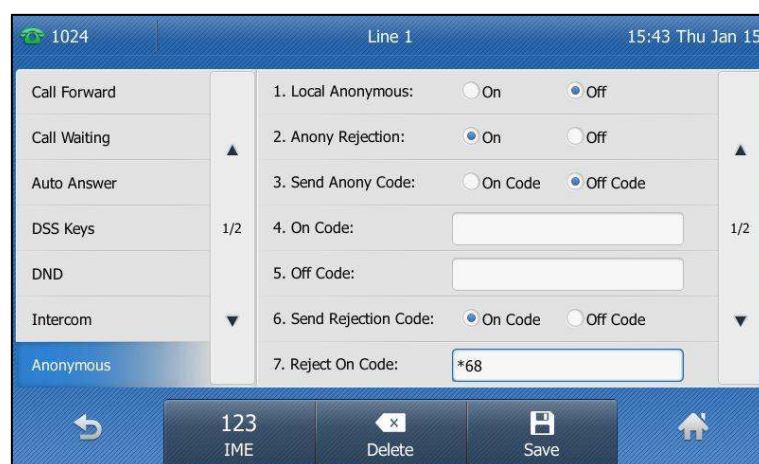 1024 Line 1 15:43 Thu Jan 15
Call Forward
Call Waiting
Auto Answer
DSS Keys
DND
Intercom
Anonymous
1/2
1. Local Anonymous: On Off
2. Anony Rejection: On Off
3. Send Anony Code: On Code Off Code
4. On Code:
5. Off Code:
6. Send Rejection Code: On Code Off Code
7. Reject On Code: *68
1/2
123
IME
Delete
Save